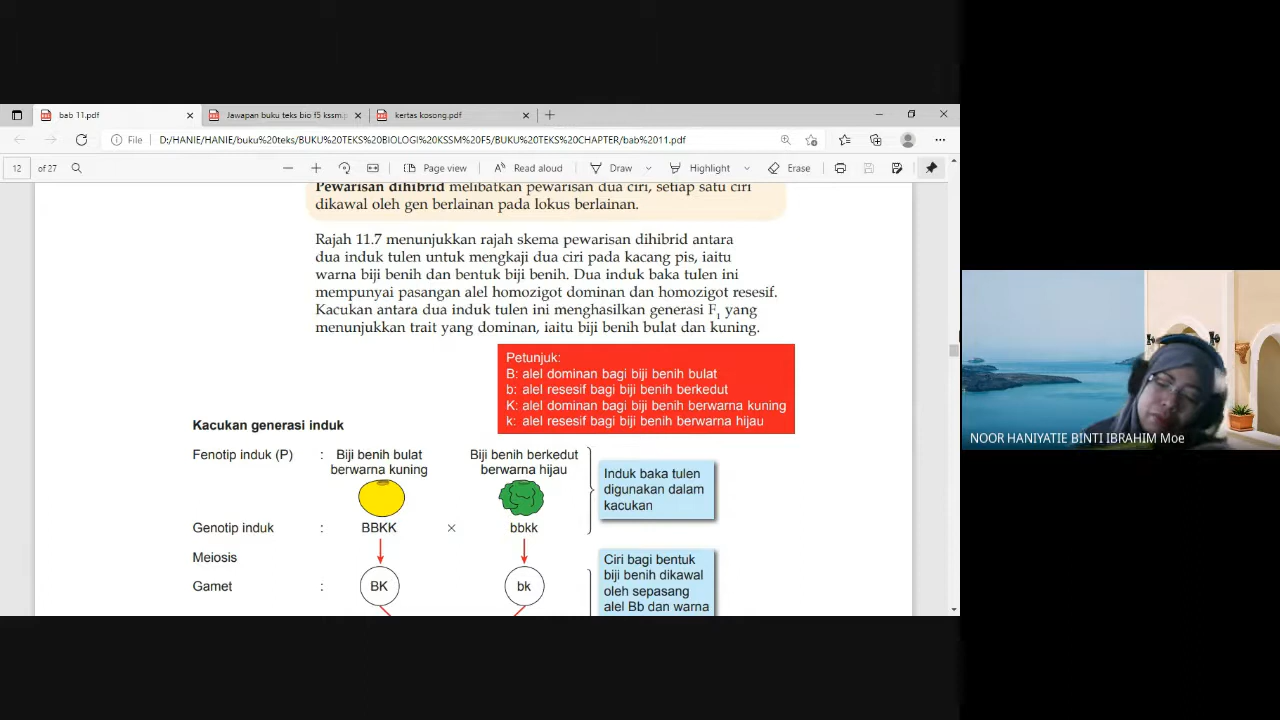 bab 11.pdf
Jawapan buku teks bio f5 kssm.p
kertas kosong.pdf
File
D:/HANIE/HANIE/buku%20teks/BUKU%20TEKS%20BIOLOGI%20KSSM%20F5/BUKU%20TEKS%20CHAPTER/bab%2011.pdf
12 of 27
Page view
Read aloud
Draw
Highlight
Erase
Pewarisan dihibrid melibatkan pewarisan dua ciri, setiap satu ciri
dikawal oleh gen berlainan pada lokus berlainan.
Rajah 11.7 menunjukkan rajah skema pewarisan dihibrid antara
dua induk tulen untuk mengkaji dua ciri pada kacang pis, iaitu
warna biji benih dan bentuk biji benih. Dua induk baka tulen ini
mempunyai pasangan alel homozigot dominan dan homozigot resesif.
Kacukan antara dua induk tulen ini menghasilkan generasi F1 yang
menunjukkan trait yang dominan, iaitu biji benih bulat dan kuning.
Petunjuk:
B: alel dominan bagi biji benih bulat
b: alel resesif bagi biji benih berkedut
K: alel dominan bagi biji benih berwarna kuning
k: alel resesif bagi biji benih berwarna hijau
Kacukan generasi induk
Fenotip induk (P) : Biji benih bulat Biji benih berkedut
berwarna kuning berwarna hijau
Induk baka tulen
digunakan dalam
kacukan
Genotip induk : BBKK × bbkk
Meiosis
Gamet : BK bk
Ciri bagi bentuk
biji benih dikawal
oleh sepasang
alel Bb dan warna
NOOR HANIYATIE BINTI IBRAHIM Moe